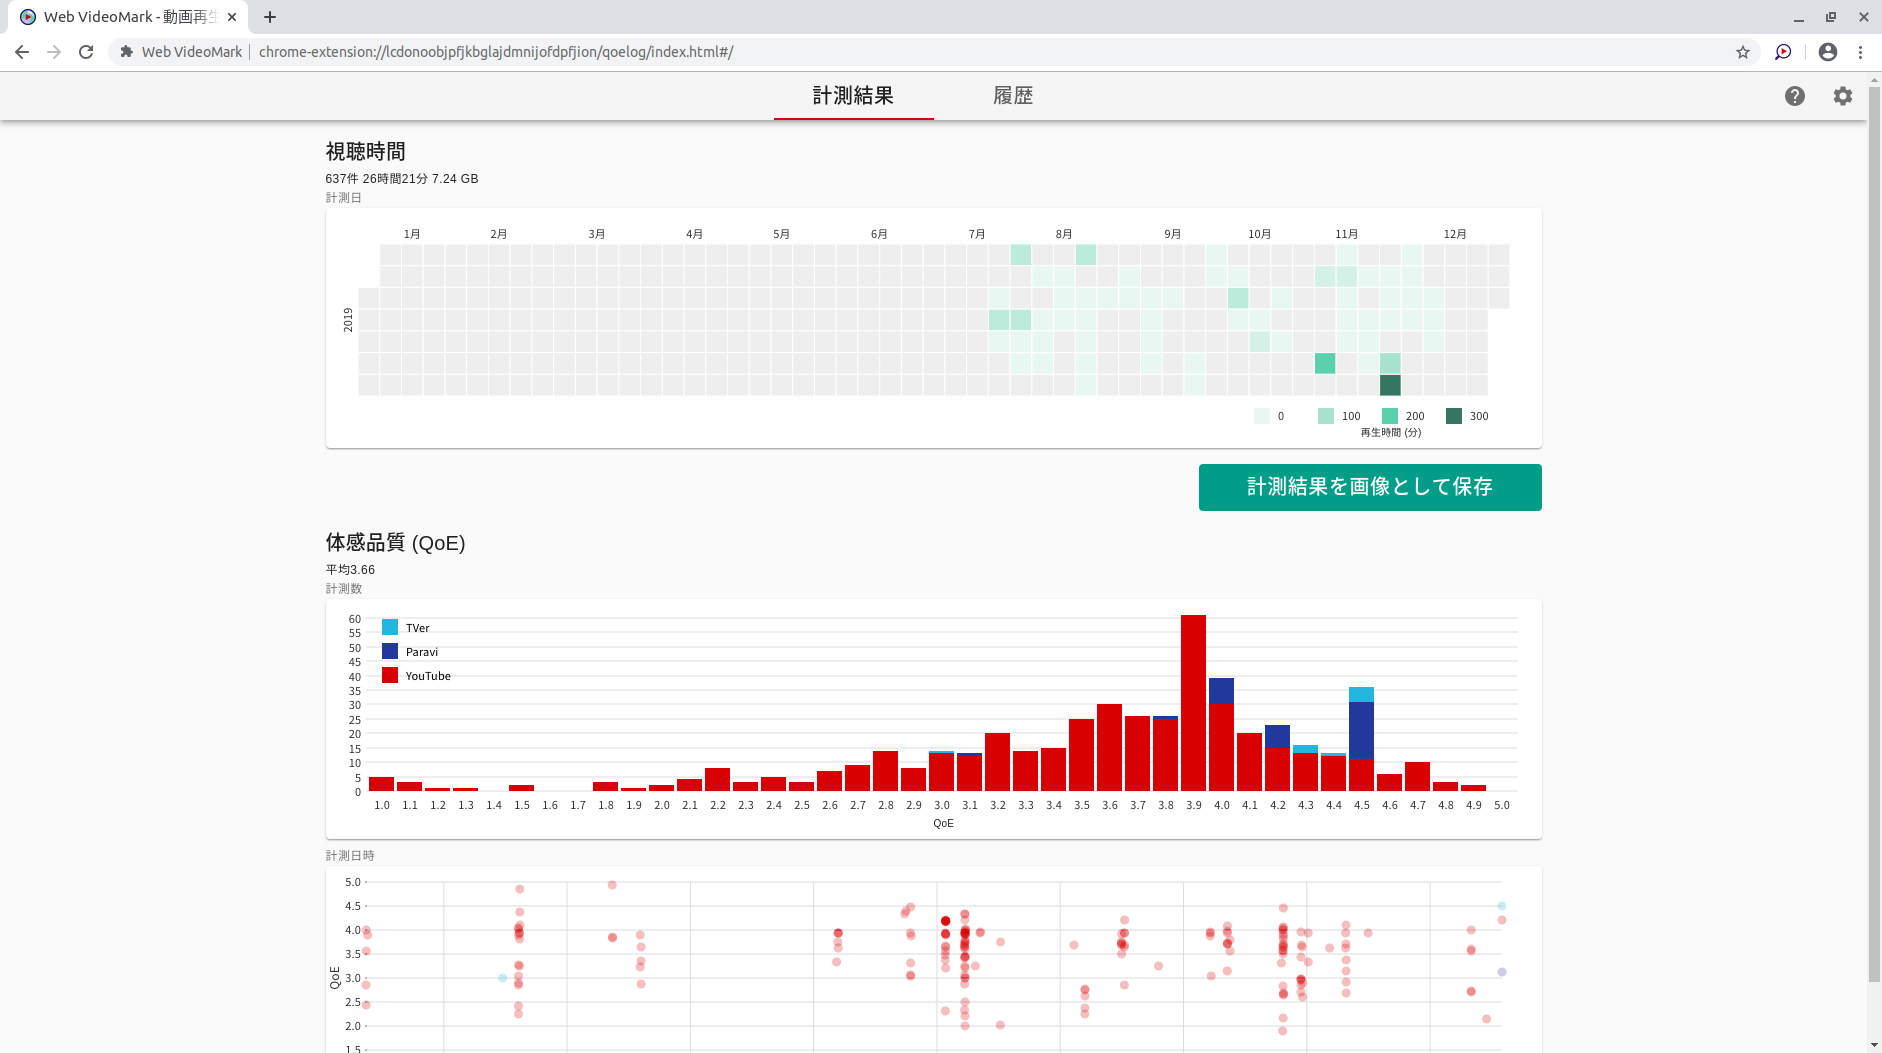 Web VideoMark - 動画再生
Web VideoMark
chrome-extension://lcdonoobjpfjkbglajdmnijofdpfjion/qoelog/index.html#/
計測結果 履歴
視聴時間
637件 26時間21分 7.24 GB
計測日
1月 2月 3月 4月 5月 6月 7月 8月 9月 10月 11月 12月
2019
0 100 200 300
再生時間 (分)
計測結果を画像として保存
体感品質 (QoE)
平均3.66
計測数
60
55
50
45
40
35
30
25
20
15
10
5
0
TVer
Paravi
YouTube
1.0 1.1 1.2 1.3 1.4 1.5 1.6 1.7 1.8 1.9 2.0 2.1 2.2 2.3 2.4 2.5 2.6 2.7 2.8 2.9 3.0 3.1 3.2 3.3 3.4 3.5 3.6 3.7 3.8 3.9 4.0 4.1 4.2 4.3 4.4 4.5 4.6 4.7 4.8 4.9 5.0
QoE
計測日時
5.0
4.5
4.0
3.5
3.0
2.5
2.0
1.5
QoE